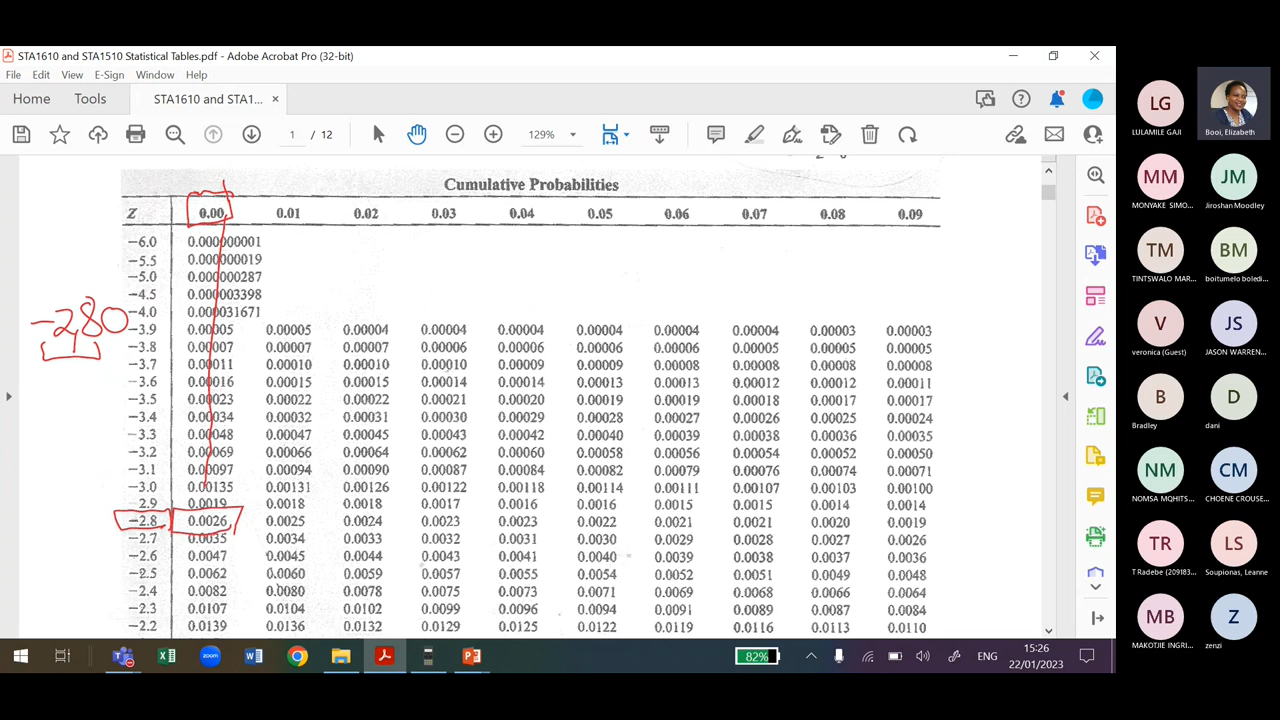 STA1610 and STA1510 Statistical Tables.pdf - Adobe Acrobat Pro (32-bit)
File Edit View E-Sign Window Help
Home Tools STA1610 and STA1... ×
1 / 12 129%
Cumulative Probabilities
Z 0.00 0.01 0.02 0.03 0.04 0.05 0.06 0.07 0.08 0.09
−6.0 0.000000001
−5.5 0.000000019
−5.0 0.000000287
−4.5 0.000003398
−4.0 0.000031671
−3.9 0.00005 0.00005 0.00004 0.00004 0.00004 0.00004 0.00004 0.00004 0.00003 0.00003
−3.8 0.00007 0.00007 0.00007 0.00006 0.00006 0.00006 0.00006 0.00005 0.00005 0.00005
−3.7 0.00011 0.00010 0.00010 0.00010 0.00009 0.00009 0.00008 0.00008 0.00008 0.00008
−3.6 0.00016 0.00015 0.00015 0.00014 0.00014 0.00013 0.00013 0.00012 0.00012 0.00011
−3.5 0.00023 0.00022 0.00022 0.00021 0.00020 0.00019 0.00019 0.00018 0.00017 0.00017
−3.4 0.00034 0.00032 0.00031 0.00030 0.00029 0.00028 0.00027 0.00026 0.00025 0.00024
−3.3 0.00048 0.00047 0.00045 0.00043 0.00042 0.00040 0.00039 0.00038 0.00036 0.00035
−3.2 0.00069 0.00066 0.00064 0.00062 0.00060 0.00058 0.00056 0.00054 0.00052 0.00050
−3.1 0.00097 0.00094 0.00090 0.00087 0.00084 0.00082 0.00079 0.00076 0.00074 0.00071
−3.0 0.00135 0.00131 0.00126 0.00122 0.00118 0.00114 0.00111 0.00107 0.00103 0.00100
−2.9 0.0019 0.0018 0.0018 0.0017 0.0016 0.0016 0.0015 0.0015 0.0014 0.0014
−2.8 0.0026 0.0025 0.0024 0.0023 0.0023 0.0022 0.0021 0.0021 0.0020 0.0019
−2.7 0.0035 0.0034 0.0033 0.0032 0.0031 0.0030 0.0029 0.0028 0.0027 0.0026
−2.6 0.0047 0.0045 0.0044 0.0043 0.0041 0.0040 0.0039 0.0038 0.0037 0.0036
−2.5 0.0062 0.0060 0.0059 0.0057 0.0055 0.0054 0.0052 0.0051 0.0049 0.0048
−2.4 0.0082 0.0080 0.0078 0.0075 0.0073 0.0071 0.0069 0.0068 0.0066 0.0064
−2.3 0.0107 0.0104 0.0102 0.0099 0.0096 0.0094 0.0091 0.0089 0.0087 0.0084
−2.2 0.0139 0.0136 0.0132 0.0129 0.0125 0.0122 0.0119 0.0116 0.0113 0.0110
−2,80
82% ENG
15:26
22/01/2023
LG
LULAMILE GAJI
Booi, Elizabeth
MM JM
MONYAKE SIMO... Jiroshan Moodley
TM BM
TINTSWALO MAR... boitumelo boledi...
V JS
veronica (Guest) JASON WARREN...
B D
Bradley dani
NM CM
NOMSA MQHITS... CHOENE CROUSE...
TR LS
T Radebe (209183... Soupionas, Leanne
MB Z
MAKOTJIE INGRI... zenzi
zoom